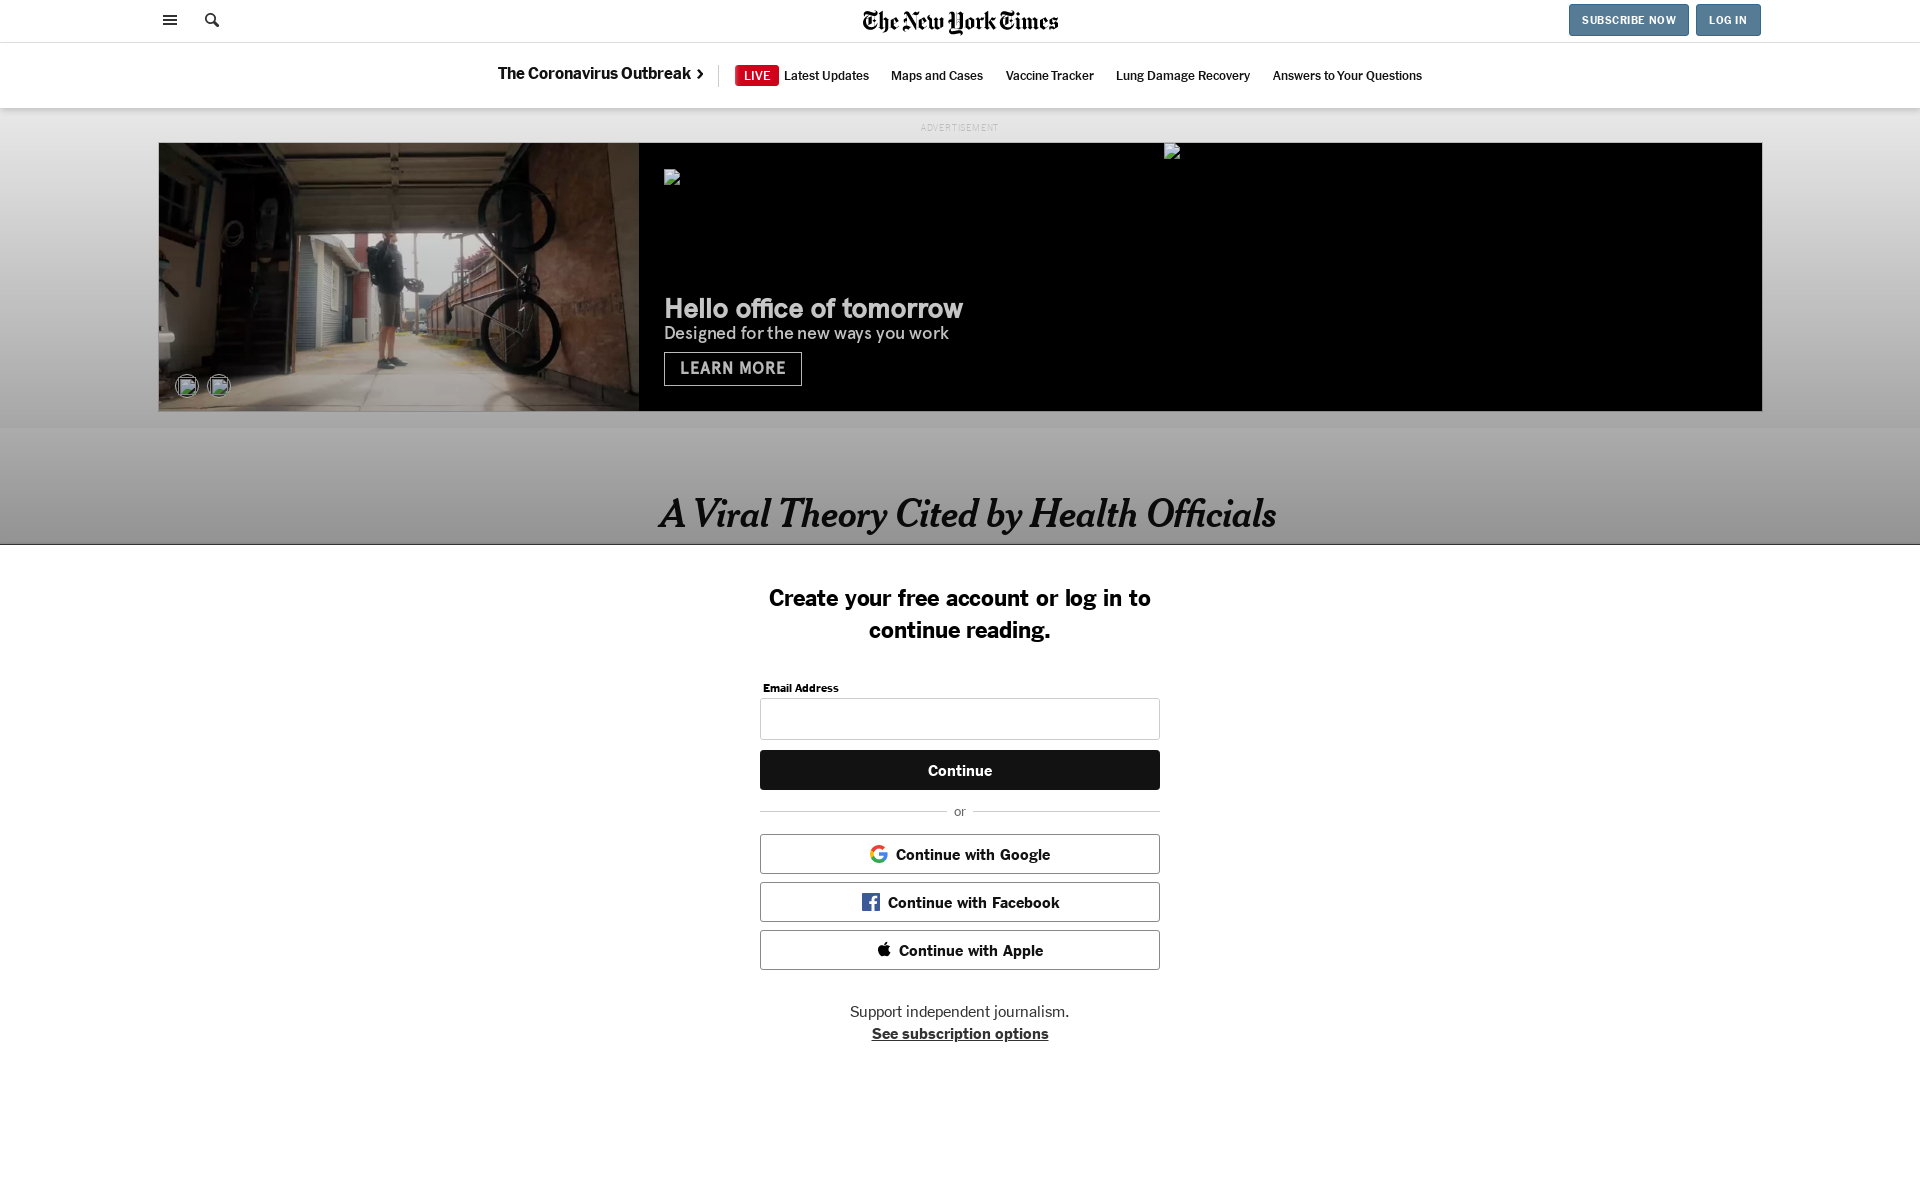 The New York Times
SUBSCRIBE NOW
LOG IN
The Coronavirus Outbreak
LIVE Latest Updates
Maps and Cases
Vaccine Tracker
Lung Damage Recovery
Answers to Your Questions
ADVERTISEMENT
Hello office of tomorrow
Designed for the new ways you work
LEARN MORE
A Viral Theory Cited by Health Officials
Create your free account or log in to
continue reading.
Email Address
Continue
or
Continue with Google
Continue with Facebook
Continue with Apple
Support independent journalism.
See subscription options